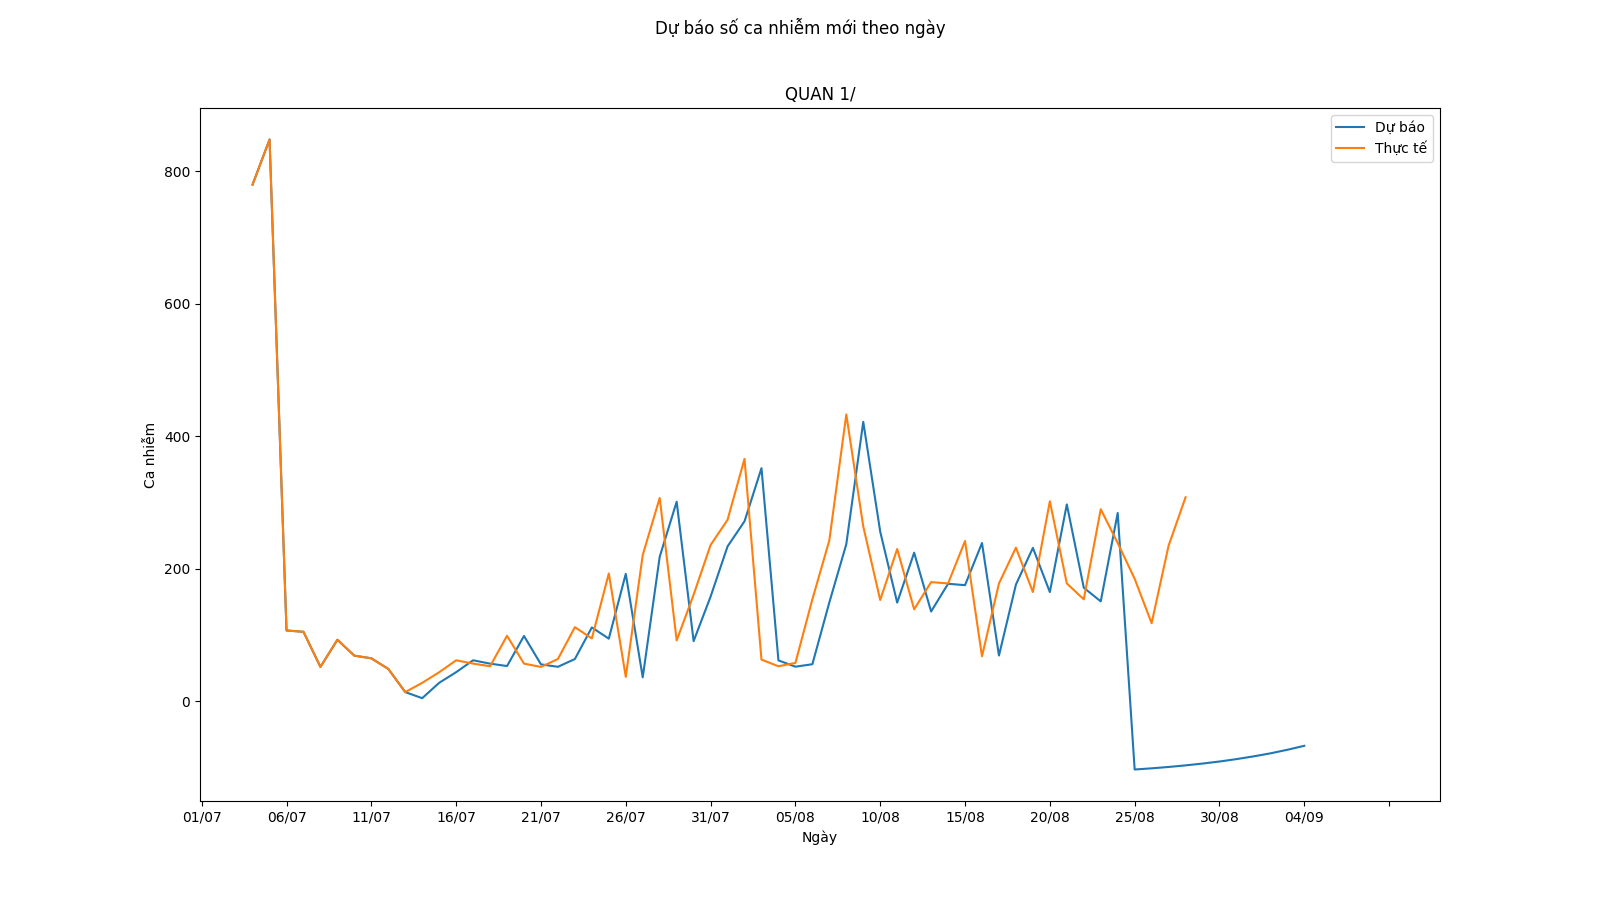 Dự báo số ca nhiễm mới theo ngày
QUAN 1/
Dự báo
Thực tế
800
600
400
200
0
Ca nhiễm
01/07 06/07 11/07 16/07 21/07 26/07 31/07 05/08 10/08 15/08 20/08 25/08 30/08 04/09
Ngày